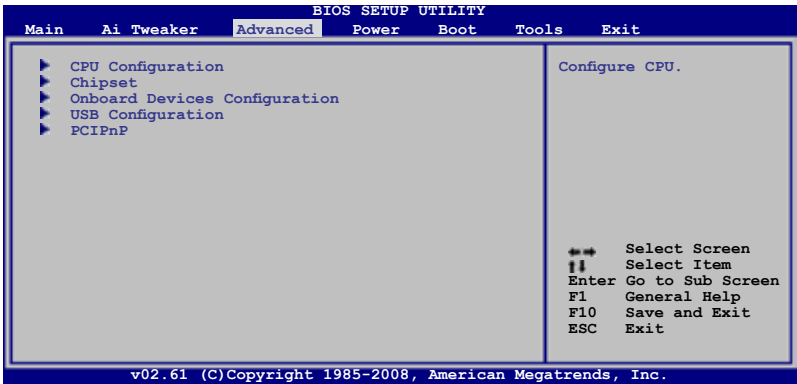 BIOS SETUP UTILITY
Main Ai Tweaker Advanced Power Boot Tools Exit
CPU Configuration
Chipset
Onboard Devices Configuration
USB Configuration
PCIPnP
Configure CPU.
Select Screen
Select Item
Enter Go to Sub Screen
F1 General Help
F10 Save and Exit
ESC Exit
v02.61 (C)Copyright 1985-2008, American Megatrends, Inc.